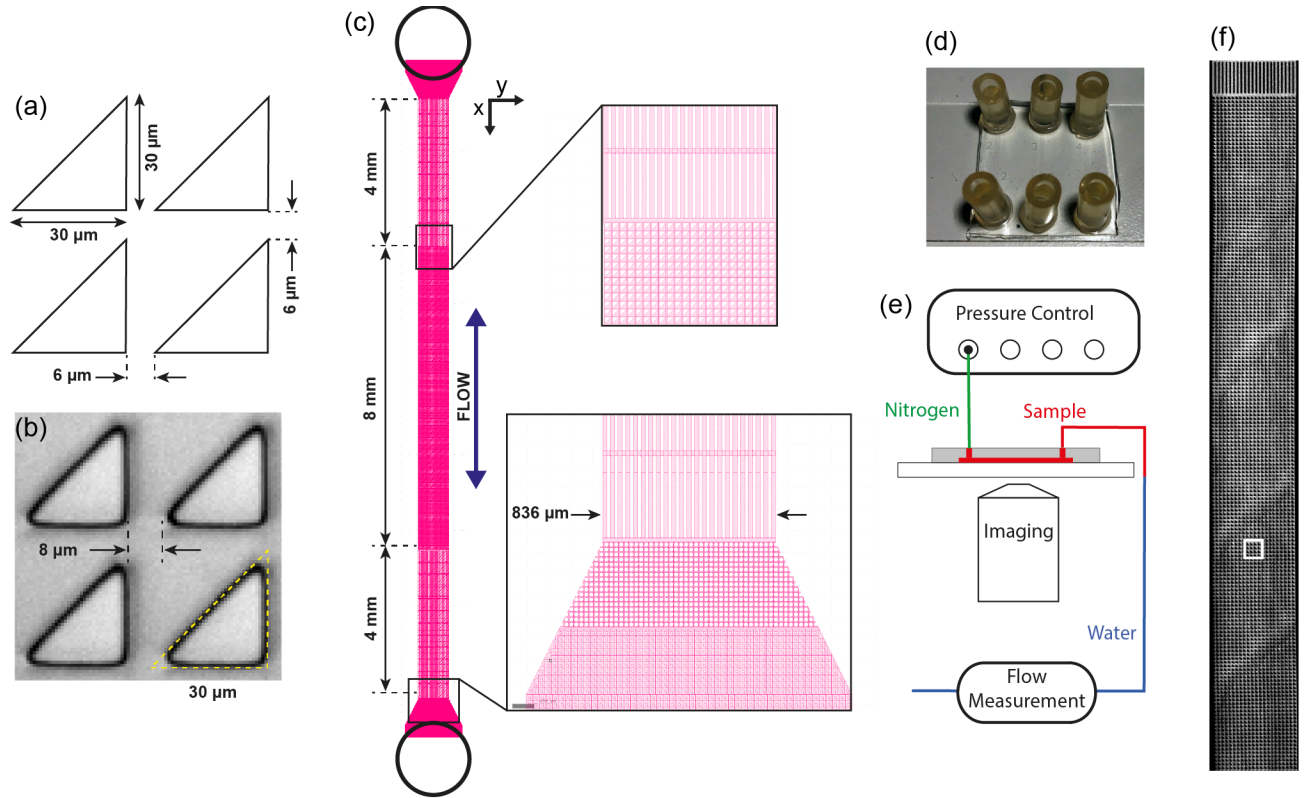 (a)
30 µm
30 µm
6 µm
6 µm
(b)
8 µm
30 µm
(c)
y
x
4 mm
8 mm
4 mm
FLOW
836 µm
(d)
(e)
Pressure Control
Nitrogen
Sample
Imaging
Water
Flow
Measurement
(f)